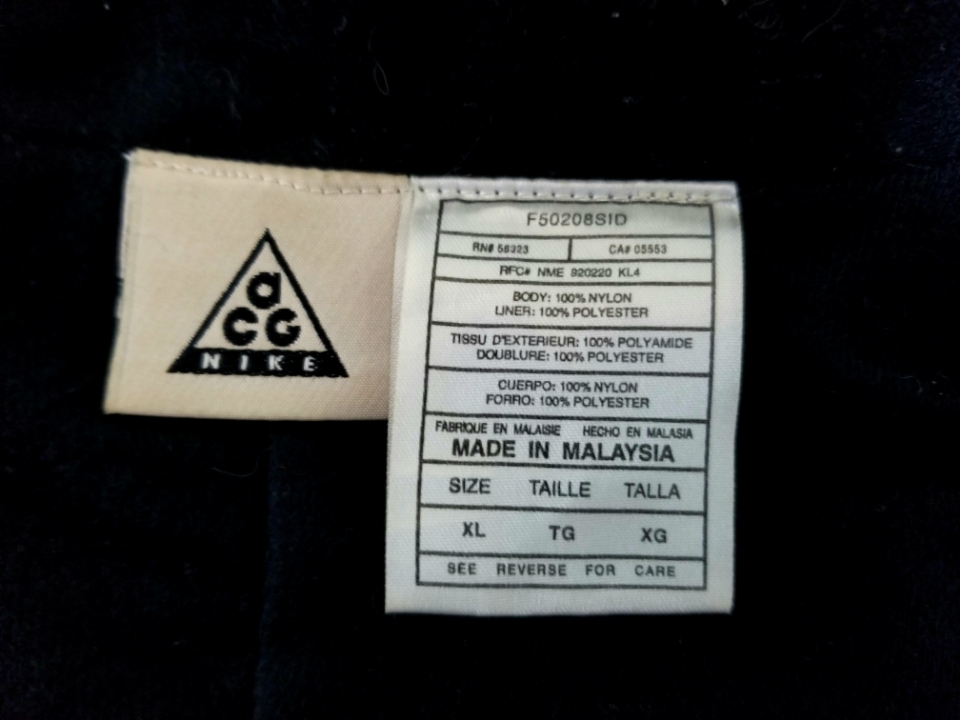 a
CG
NIKE
F50208SID
RN# 56323 CA# 05553
RFC# NME 920220 KL4
BODY: 100% NYLON
LINER: 100% POLYESTER
TISSU D'EXTERIEUR: 100% POLYAMIDE
DOUBLURE: 100% POLYESTER
CUERPO: 100% NYLON
FORRO: 100% POLYESTER
FABRIQUE EN MALAISIE HECHO EN MALASIA
MADE IN MALAYSIA
SIZE TAILLE TALLA
XL TG XG
SEE REVERSE FOR CARE